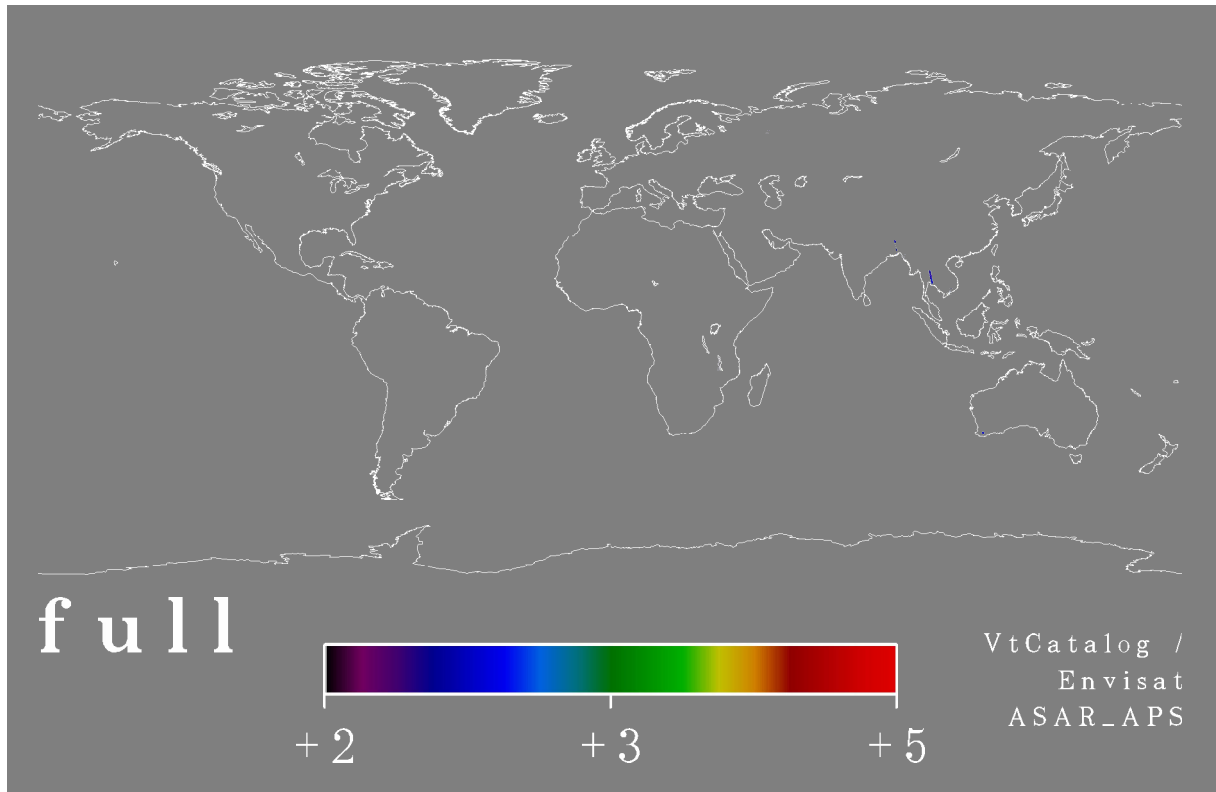 full
VtCatalog /
Envisat
ASAR_APS
+2 +3 +5